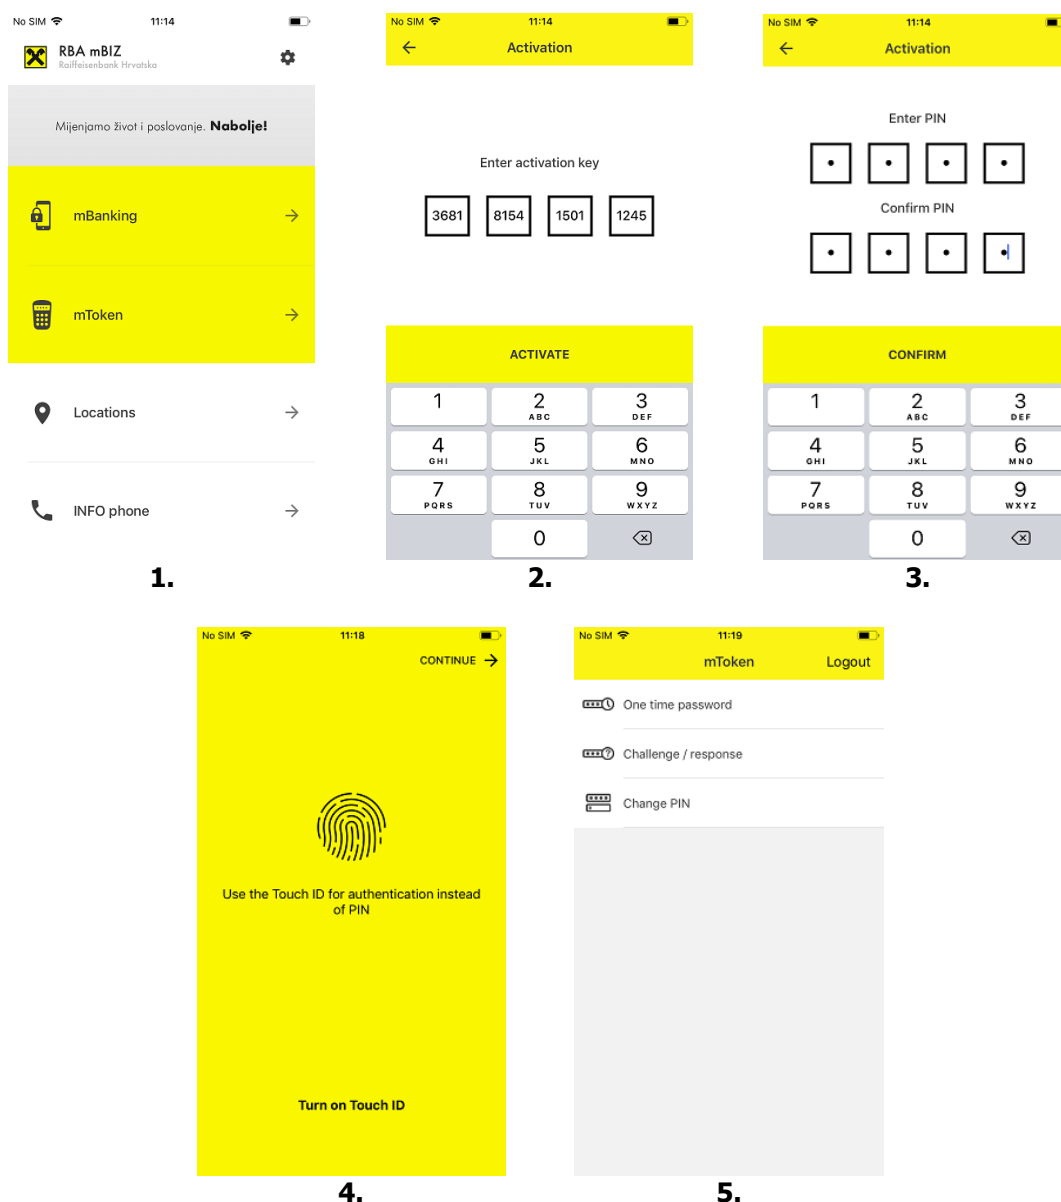 No SIM 11:14
RBA mBIZ
Raiffeisenbank Hrvatska
Mijenjamo život i poslovanje. Nabolje!
mBanking
mToken
Locations
INFO phone
1.
No SIM 11:14
Activation
Enter activation key
3681 8154 1501 1245
ACTIVATE
1 2 3
ABC DEF
4 5 6
GHI JKL MNO
7 8 9
PQRS TUV WXYZ
0
2.
No SIM 11:14
Activation
Enter PIN
Confirm PIN
CONFIRM
1 2 3
ABC DEF
4 5 6
GHI JKL MNO
7 8 9
PQRS TUV WXYZ
0
3.
No SIM 11:18
CONTINUE
Use the Touch ID for authentication instead
of PIN
Turn on Touch ID
4.
No SIM 11:19
mToken Logout
One time password
Challenge / response
Change PIN
5.